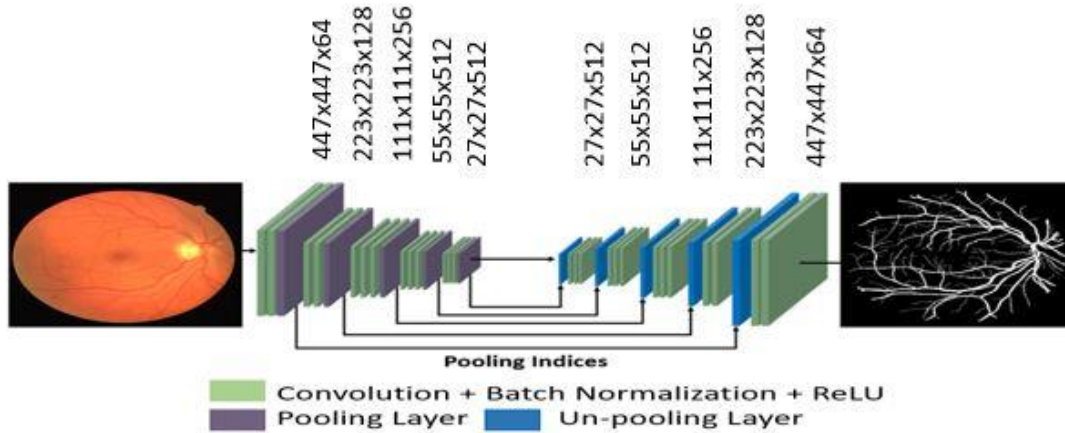 447x447x64
223x223x128
111x111x256
55x55x512
27x27x512
27x27x512
55x55x512
11x111x256
223x223x128
447x447x64
Pooling Indices
Convolution + Batch Normalization + ReLU
Pooling Layer
Un-pooling Layer